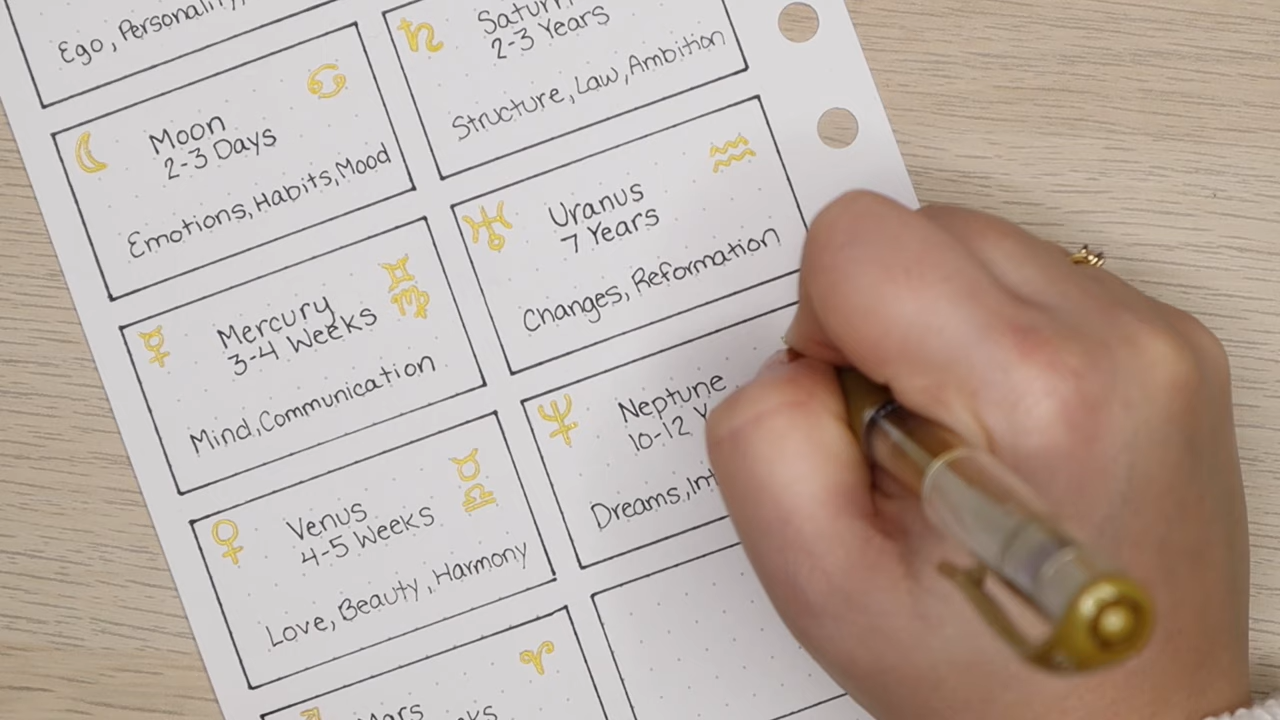 Ego, Personality,
Moon
2-3 Days
Emotions, Habits, Mood
Mercury
3-4 Weeks
Mind, Communication
Venus
4-5 Weeks
Love, Beauty, Harmony
Mars
Saturn
2-3 Years
Structure, Law, Ambition
Uranus
7 Years
Changes, Reformation
Neptune
10-12
Dreams,